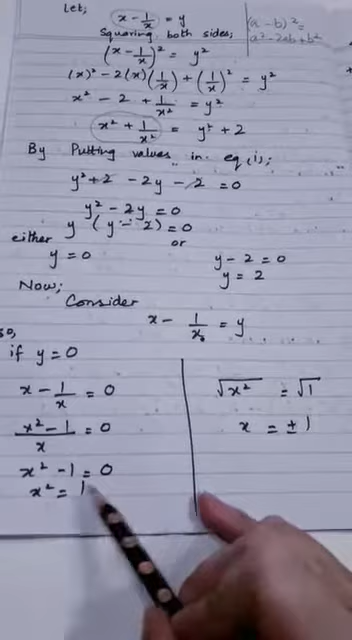 Let;
x - 1/x = y
(a - b)² =
a² - 2ab + b²
Squaring both sides;
(x - 1/x)² = y²
(x)² - 2(x)(1/x) + (1/x)² = y²
x² - 2 + 1/x² = y²
x² + 1/x² = y² + 2
By Putting values in eq (i);
y² + 2 - 2y - 2 = 0
y² - 2y = 0
y (y - 2) = 0
either or
y = 0 y - 2 = 0
y = 2
Now; Consider
x - 1/x = y
so,
if y = 0
x - 1/x = 0
(x² - 1)/x = 0
x² - 1 = 0
x² = 1
√x² = √1
x = ± 1